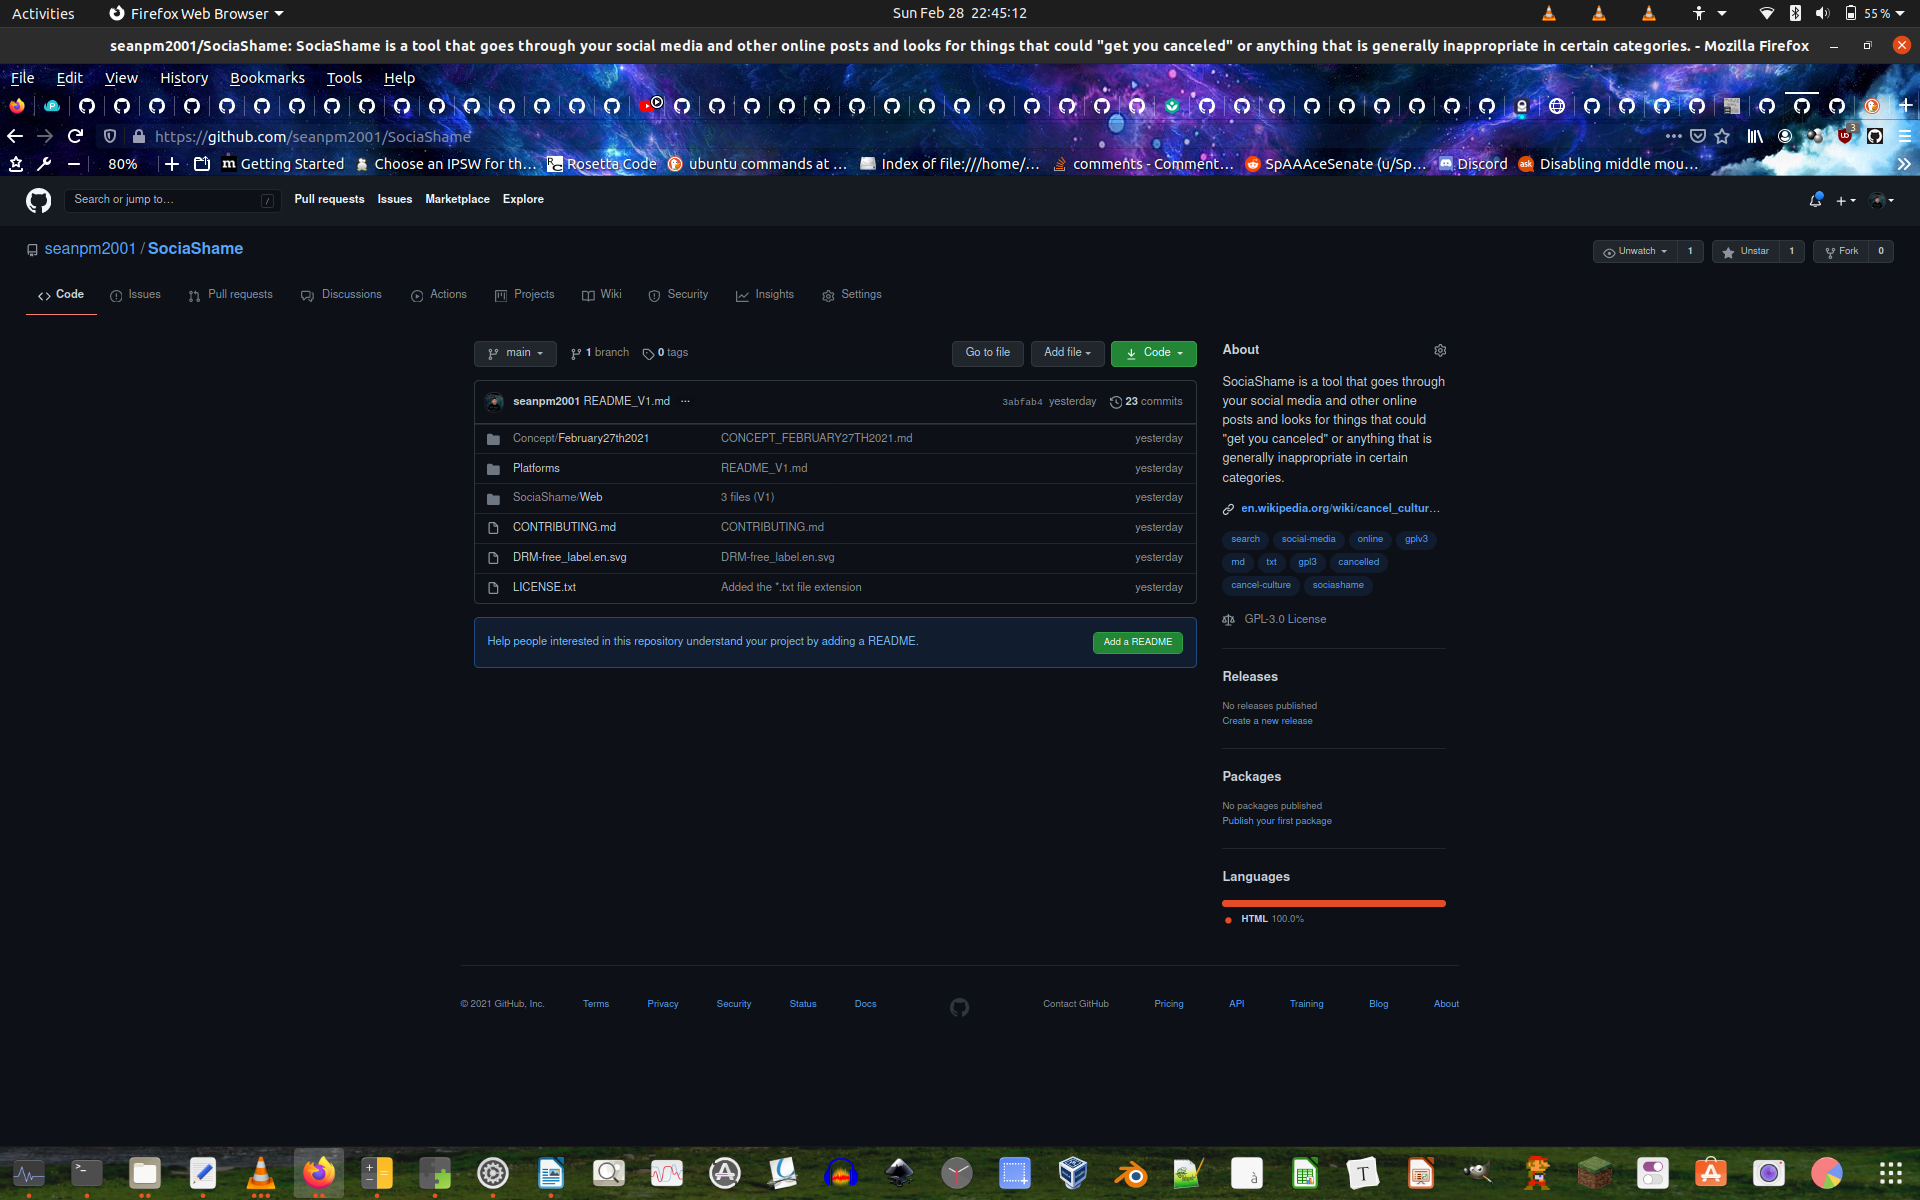 Activities Firefox Web Browser Sun Feb 28 22:45:12 55 %
seanpm2001/SociaShame: SociaShame is a tool that goes through your social media and other online posts and looks for things that could "get you canceled" or anything that is generally inappropriate in certain categories. - Mozilla Firefox
File Edit View History Bookmarks Tools Help
https://github.com/seanpm2001/SociaShame 3
80% Getting Started Choose an IPSW for th… Rosetta Code ubuntu commands at … Index of file:///home/… comments - Comment… SpAAAceSenate (u/Sp… Discord Disabling middle mou…
Search or jump to… / Pull requests Issues Marketplace Explore
seanpm2001 / SociaShame Unwatch 1 Unstar 1 Fork 0
Code Issues Pull requests Discussions Actions Projects Wiki Security Insights Settings
main 1 branch 0 tags Go to file Add file Code
seanpm2001 README_V1.md ... 3abfab4 yesterday 23 commits
Concept/February27th2021 CONCEPT_FEBRUARY27TH2021.md yesterday
Platforms README_V1.md yesterday
SociaShame/Web 3 files (V1) yesterday
CONTRIBUTING.md CONTRIBUTING.md yesterday
DRM-free_label.en.svg DRM-free_label.en.svg yesterday
LICENSE.txt Added the *.txt file extension yesterday
Help people interested in this repository understand your project by adding a README. Add a README
About
SociaShame is a tool that goes through
your social media and other online
posts and looks for things that could
"get you canceled" or anything that is
generally inappropriate in certain
categories.
en.wikipedia.org/wiki/cancel_cultur…
search social-media online gplv3
md txt gpl3 cancelled
cancel-culture sociashame
GPL-3.0 License
Releases
No releases published
Create a new release
Packages
No packages published
Publish your first package
Languages
HTML 100.0%
© 2021 GitHub, Inc. Terms Privacy Security Status Docs Contact GitHub Pricing API Training Blog About